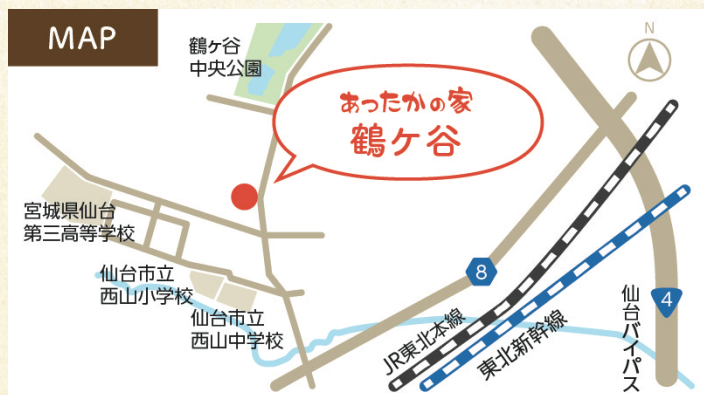 MAP
鶴ヶ谷
中央公園
N
あったかの家
鶴ケ谷
宮城県仙台
第三高等学校
仙台市立
西山小学校
仙台市立
西山中学校
8
JR東北本線
東北新幹線
4
仙台バイパス